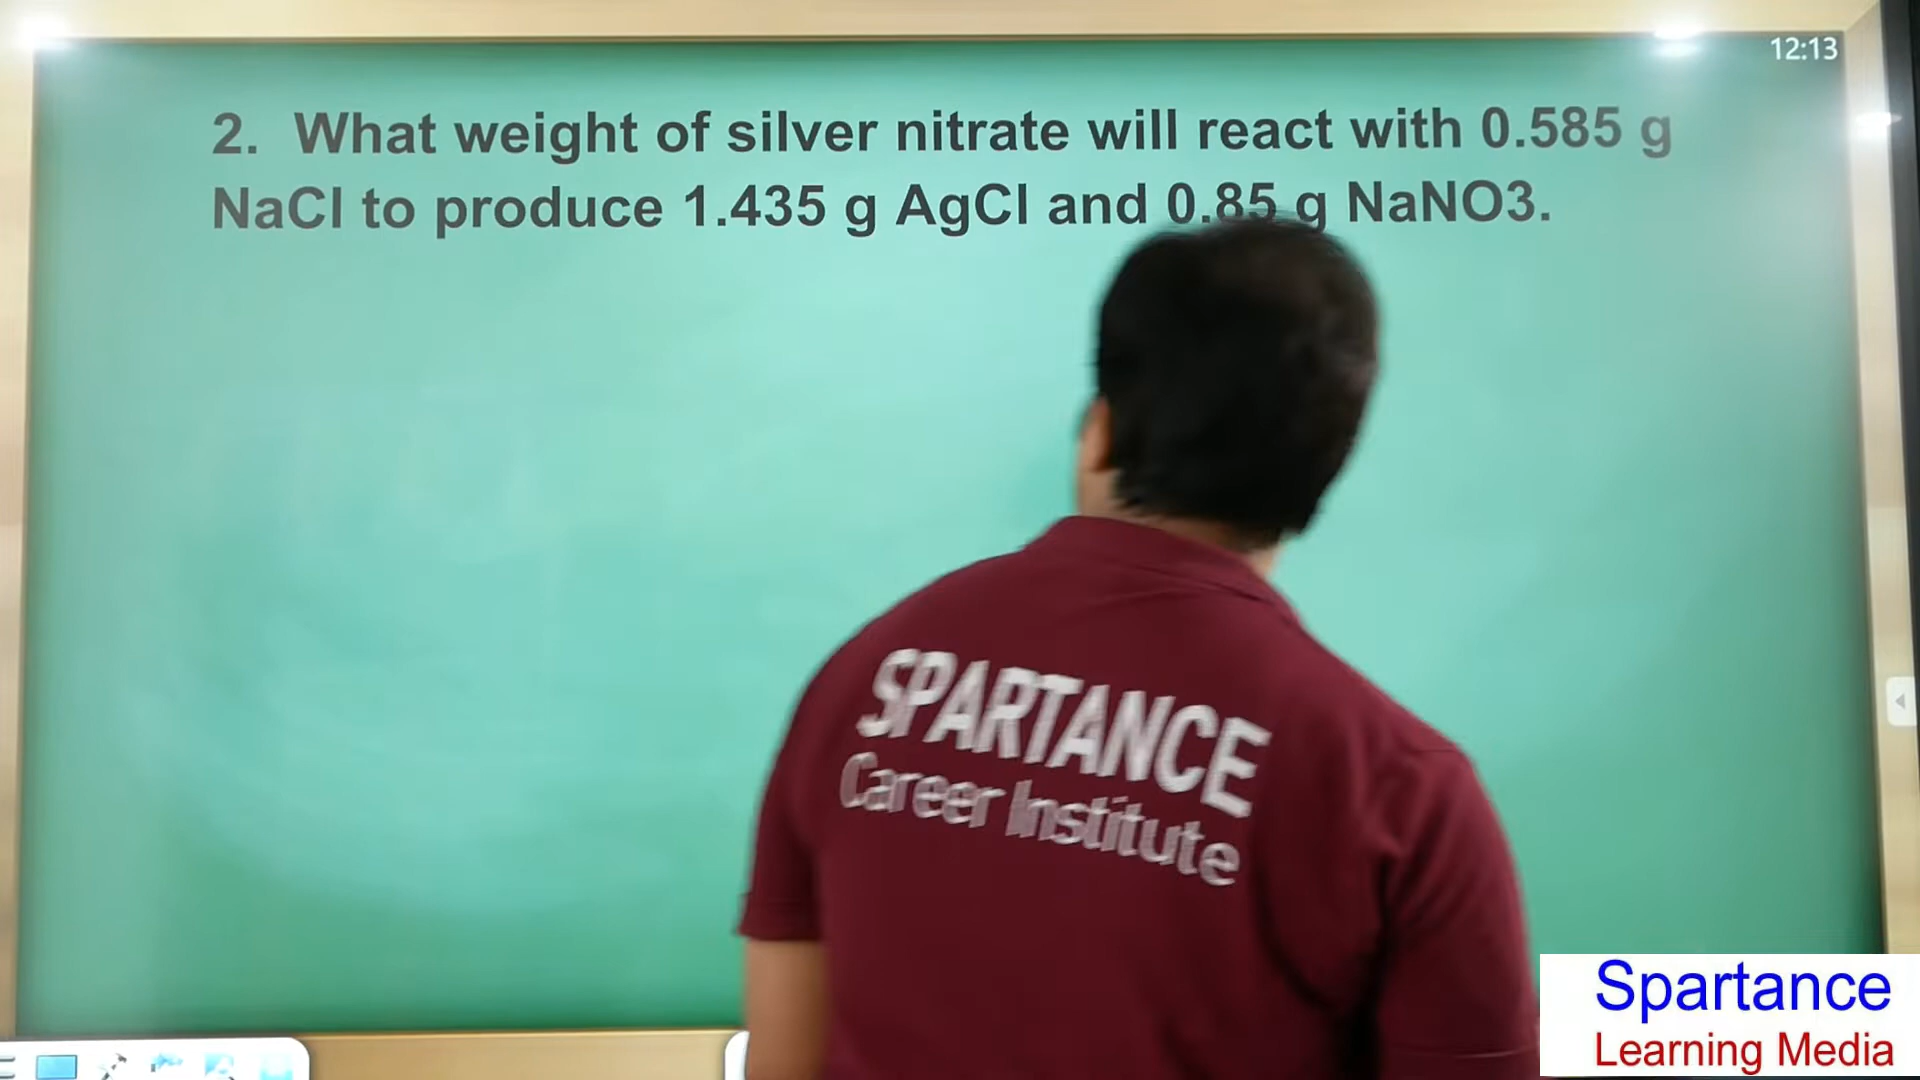 12:13
2. What weight of silver nitrate will react with 0.585 g
NaCl to produce 1.435 g AgCl and 0.85 g NaNO3.
SPARTANCE
Career Institute
Spartance
Learning Media